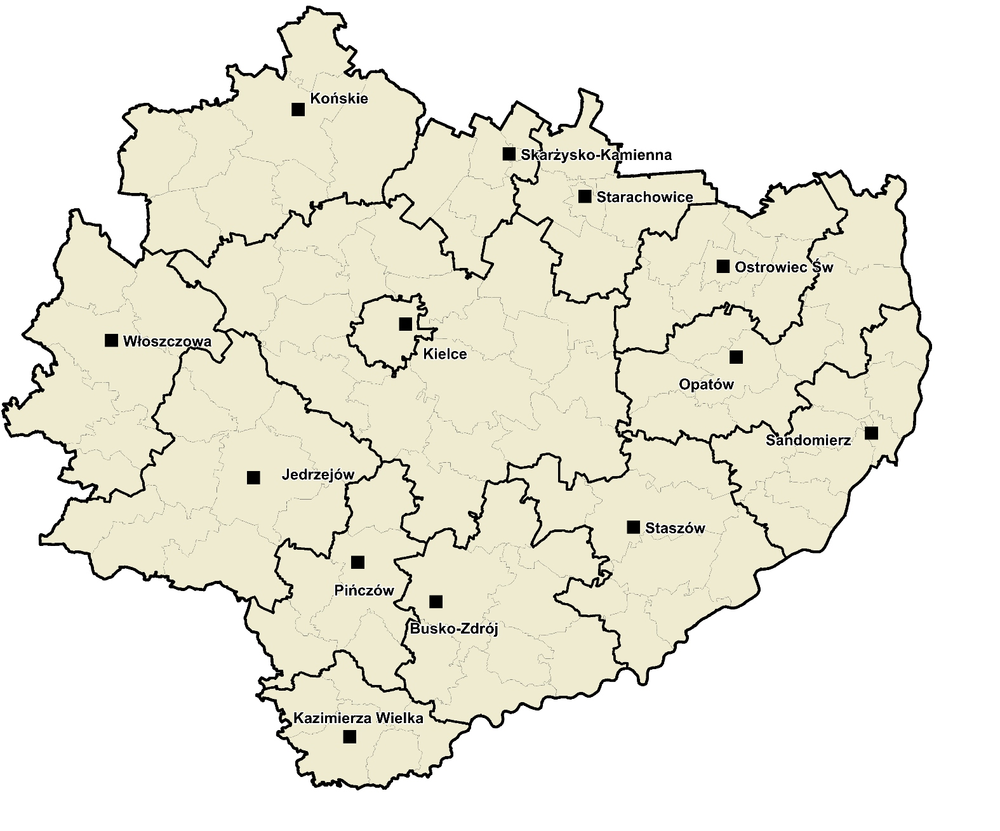 Końskie
Skarżysko-Kamienna
Starachowice
Ostrowiec Św
Włoszczowa
Kielce
Opatów
Sandomierz
Jedrzejów
Staszów
Pińczów
Busko-Zdrój
Kazimierza Wielka